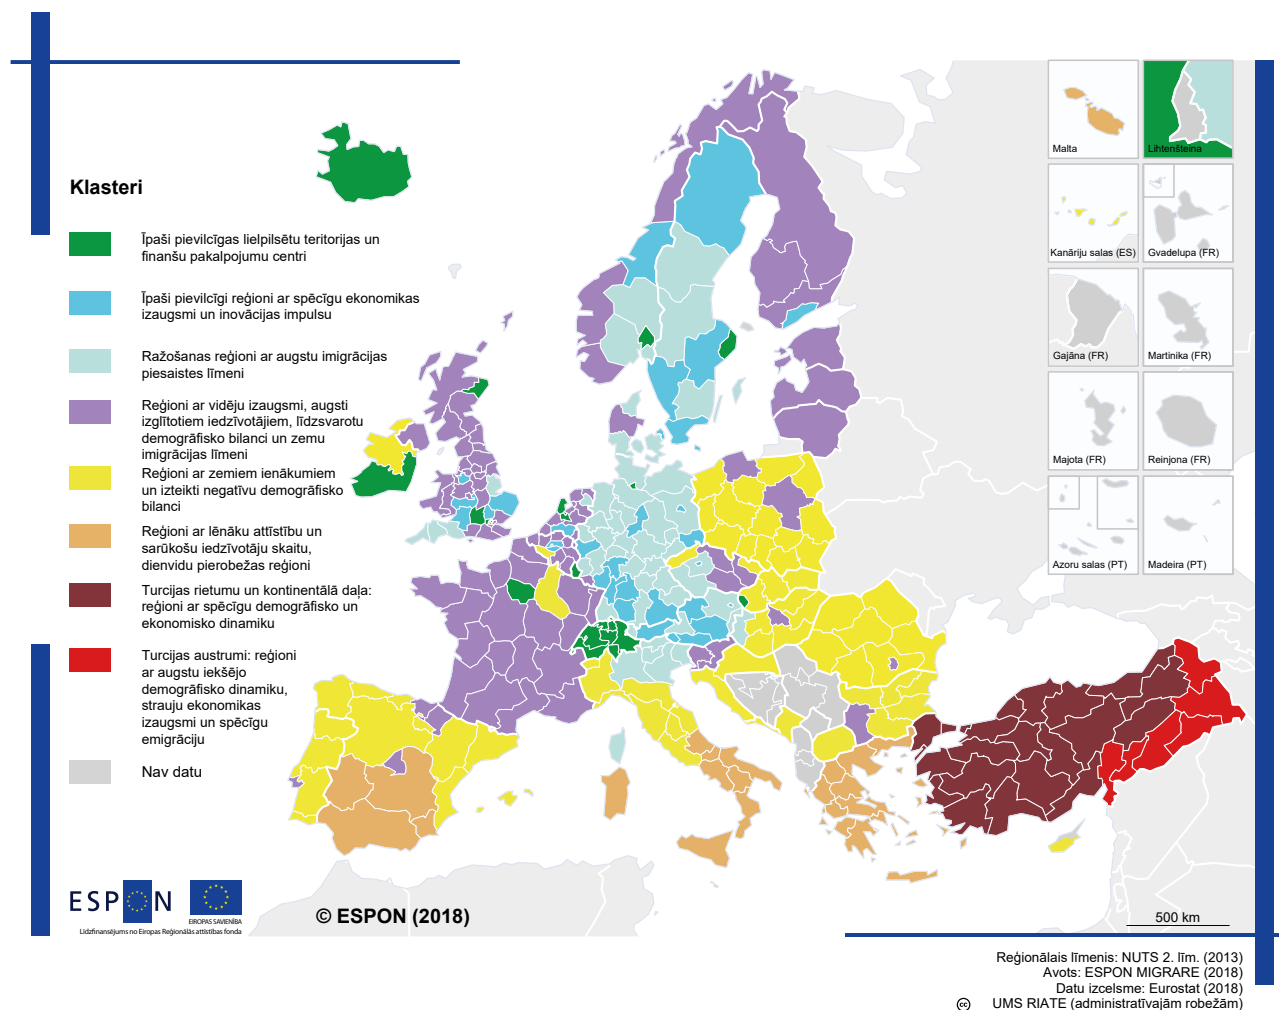 Klasteri
Īpaši pievilcīgas lielpilsētu teritorijas un
finanšu pakalpojumu centri
Īpaši pievilcīgi reģioni ar spēcīgu ekonomikas
izaugsmi un inovācijas impulsu
Ražošanas reģioni ar augstu imigrācijas
piesaistes līmeni
Reģioni ar vidēju izaugsmi, augsti
izglītotiem iedzīvotājiem, līdzsvarotu
demogrāfisko bilanci un zemu
imigrācijas līmeni
Reģioni ar zemiem ienākumiem
un izteikti negatīvu demogrāfisko
bilanci
Reģioni ar lēnāku attīstību un
sarūkošu iedzīvotāju skaitu,
dienvidu pierobežas reģioni
Turcijas rietumu un kontinentālā daļa:
reģioni ar spēcīgu demogrāfisko un
ekonomisko dinamiku
Turcijas austrumi: reģioni
ar augstu iekšējo
demogrāfisko dinamiku,
strauju ekonomikas
izaugsmi un spēcīgu
emigrāciju
Nav datu
Malta
Lihtenšteina
Kanāriju salas (ES)
Gvadelupa (FR)
Gajāna (FR)
Martinika (FR)
Majota (FR)
Reinjona (FR)
Azoru salas (PT)
Madeira (PT)
ESPON
EIROPAS SAVIENĪBA
Līdzfinansējums no Eiropas Reģionālās attīstības fonda
© ESPON (2018)
500 km
Reģionālais līmenis: NUTS 2. līm. (2013)
Avots: ESPON MIGRARE (2018)
Datu izcelsme: Eurostat (2018)
cc UMS RIATE (administratīvajām robežām)